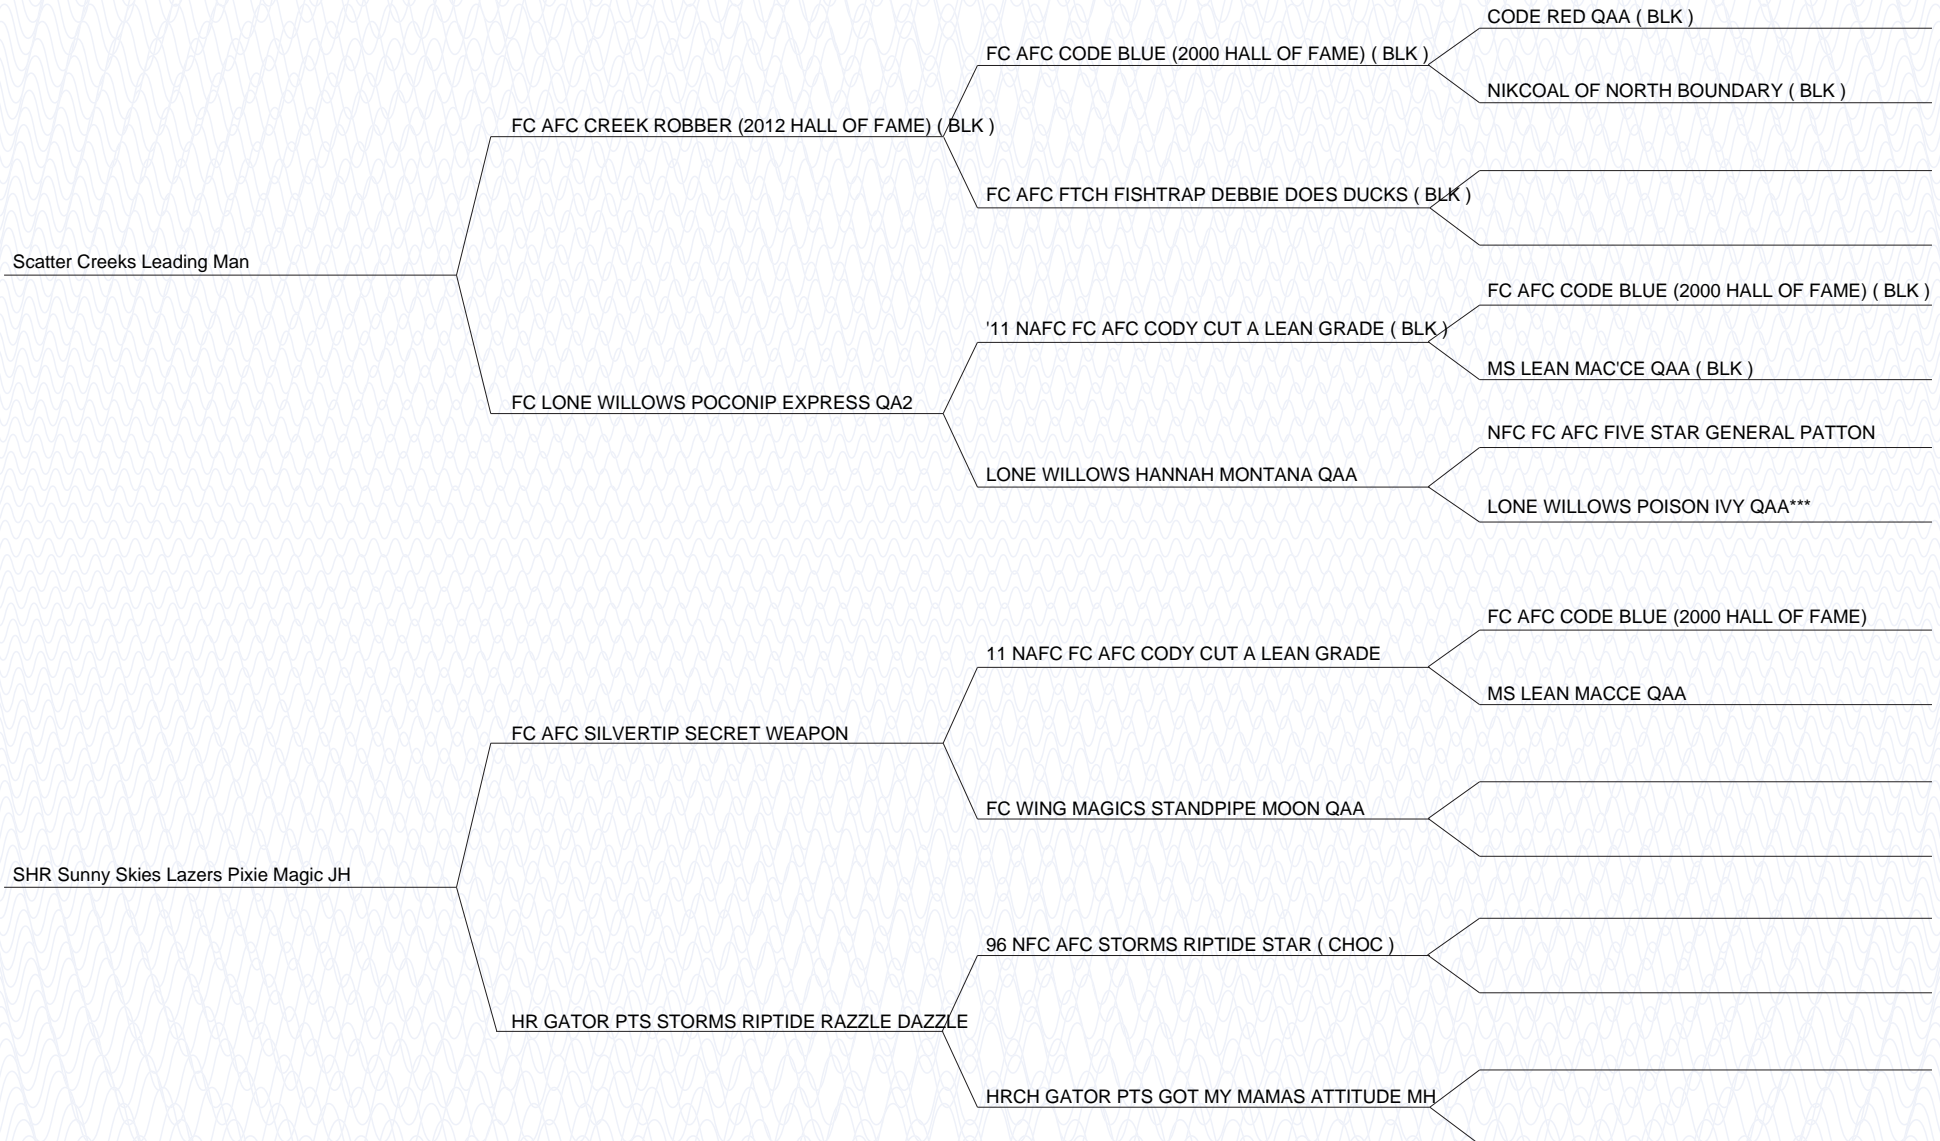 CODE RED QAA ( BLK )
FC AFC CODE BLUE (2000 HALL OF FAME) ( BLK )
NIKCOAL OF NORTH BOUNDARY ( BLK )
FC AFC CREEK ROBBER (2012 HALL OF FAME) ( BLK )
FC AFC FTCH FISHTRAP DEBBIE DOES DUCKS ( BLK )
Scatter Creeks Leading Man
FC AFC CODE BLUE (2000 HALL OF FAME) ( BLK )
'11 NAFC FC AFC CODY CUT A LEAN GRADE ( BLK )
MS LEAN MAC'CE QAA ( BLK )
FC LONE WILLOWS POCONIP EXPRESS QA2
NFC FC AFC FIVE STAR GENERAL PATTON
LONE WILLOWS HANNAH MONTANA QAA
LONE WILLOWS POISON IVY QAA***
FC AFC CODE BLUE (2000 HALL OF FAME)
11 NAFC FC AFC CODY CUT A LEAN GRADE
MS LEAN MACCE QAA
FC AFC SILVERTIP SECRET WEAPON
FC WING MAGICS STANDPIPE MOON QAA
SHR Sunny Skies Lazers Pixie Magic JH
96 NFC AFC STORMS RIPTIDE STAR ( CHOC )
HR GATOR PTS STORMS RIPTIDE RAZZLE DAZZLE
HRCH GATOR PTS GOT MY MAMAS ATTITUDE MH